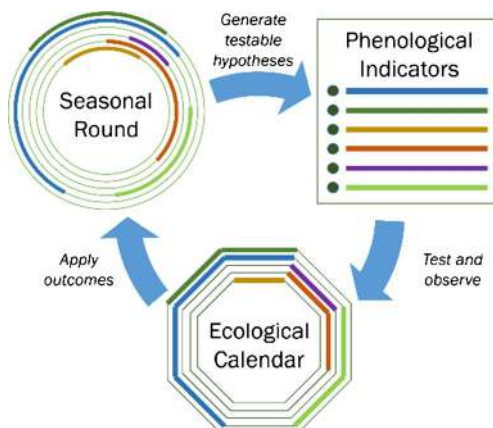 Generate
testable
hypotheses
Seasonal
Round
Phenological
Indicators
Apply
outcomes
Test and
observe
Ecological
Calendar